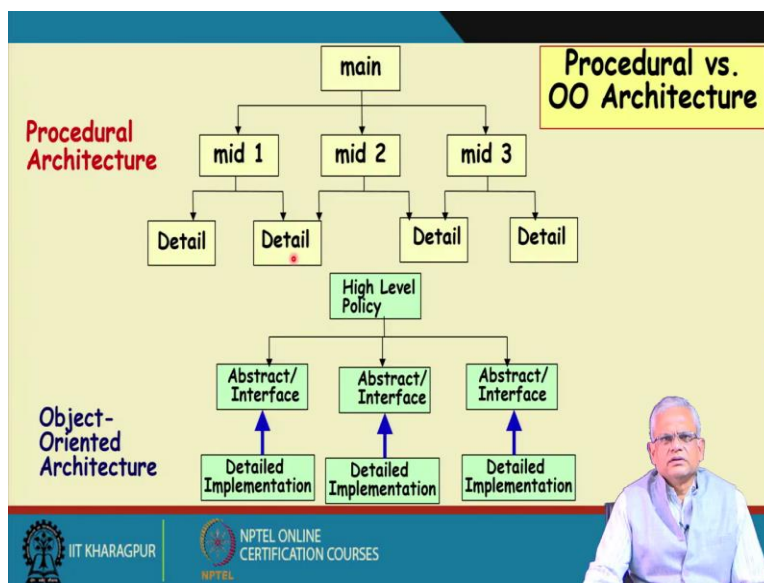 Procedural vs.
OO Architecture
main
Procedural
Architecture
mid 1
mid 2
mid 3
Detail
Detail
Detail
Detail
High Level
Policy
Abstract/
Interface
Abstract/
Interface
Abstract/
Interface
Object-
Oriented
Architecture
Detailed
Implementation
Detailed
Implementation
Detailed
Implementation
IIT KHARAGPUR
NPTEL
NPTEL ONLINE
CERTIFICATION COURSES